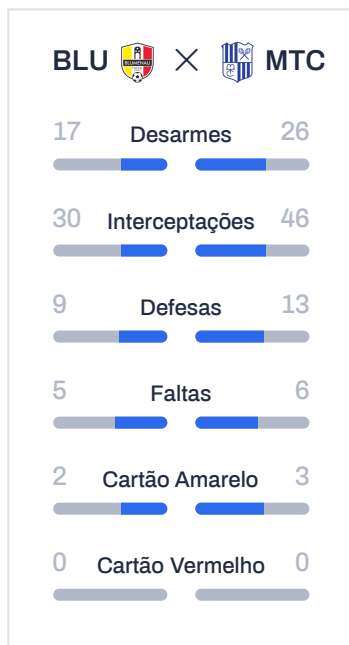 BLU BLUMENAU MTC
17 Desarmes 26
30 Interceptações 46
9 Defesas 13
5 Faltas 6
2 Cartão Amarelo 3
0 Cartão Vermelho 0